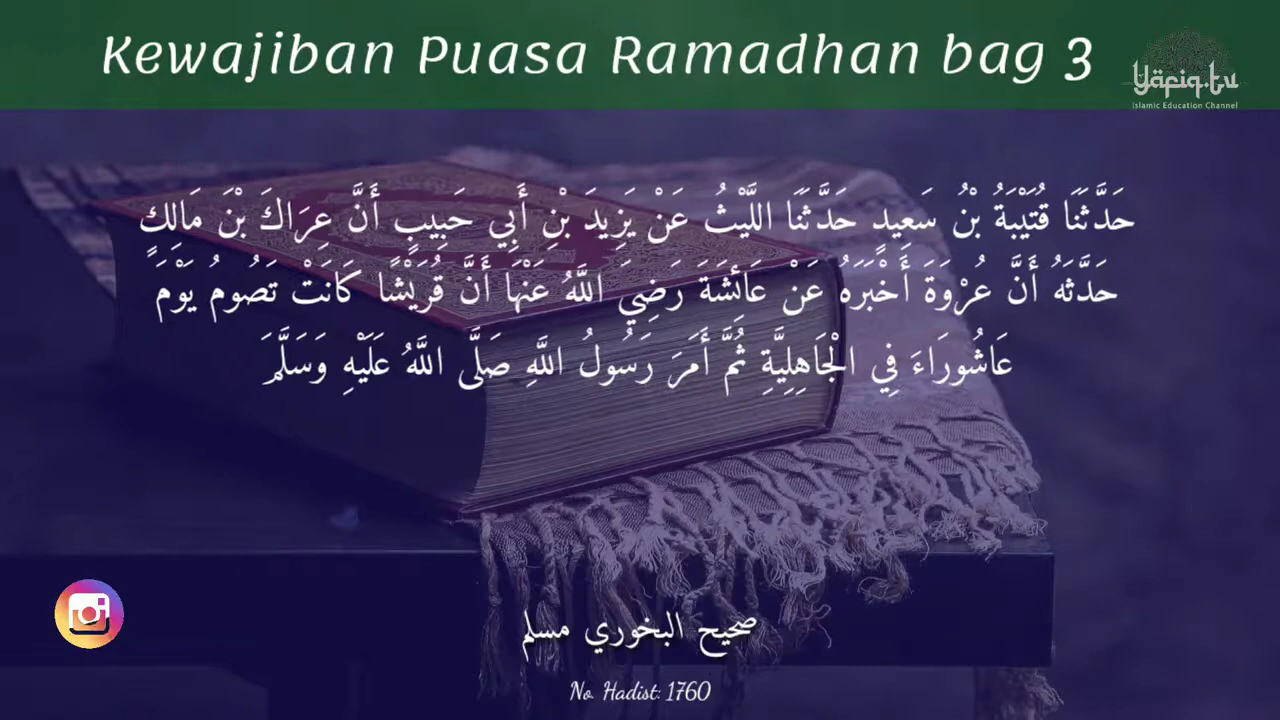 Kewajiban Puasa Ramadhan bag 3
Yãfiq.tv
Islamic Education Channel
حَدَّثَنَا قُتَيْبَةُ بْنُ سَعِيدٍ حَدَّثَنَا اللَّيْثُ عَنْ يَزِيدَ بْنِ أَبِي حَبِيبٍ أَنَّ عِرَاكَ بْنَ مَالِكٍ
حَدَّثَهُ أَنَّ عُرْوَةَ أَخْبَرَهُ عَنْ عَائِشَةَ رَضِيَ اللَّهُ عَنْهَا أَنَّ قُرَيْشًا كَانَتْ تَصُومُ يَوْمَ
عَاشُورَاءَ فِي الْجَاهِلِيَّةِ ثُمَّ أَمَرَ رَسُولُ اللَّهِ صَلَّى اللَّهُ عَلَيْهِ وَسَلَّمَ
صحيح البخوري مسلم
No. Hadist: 1760